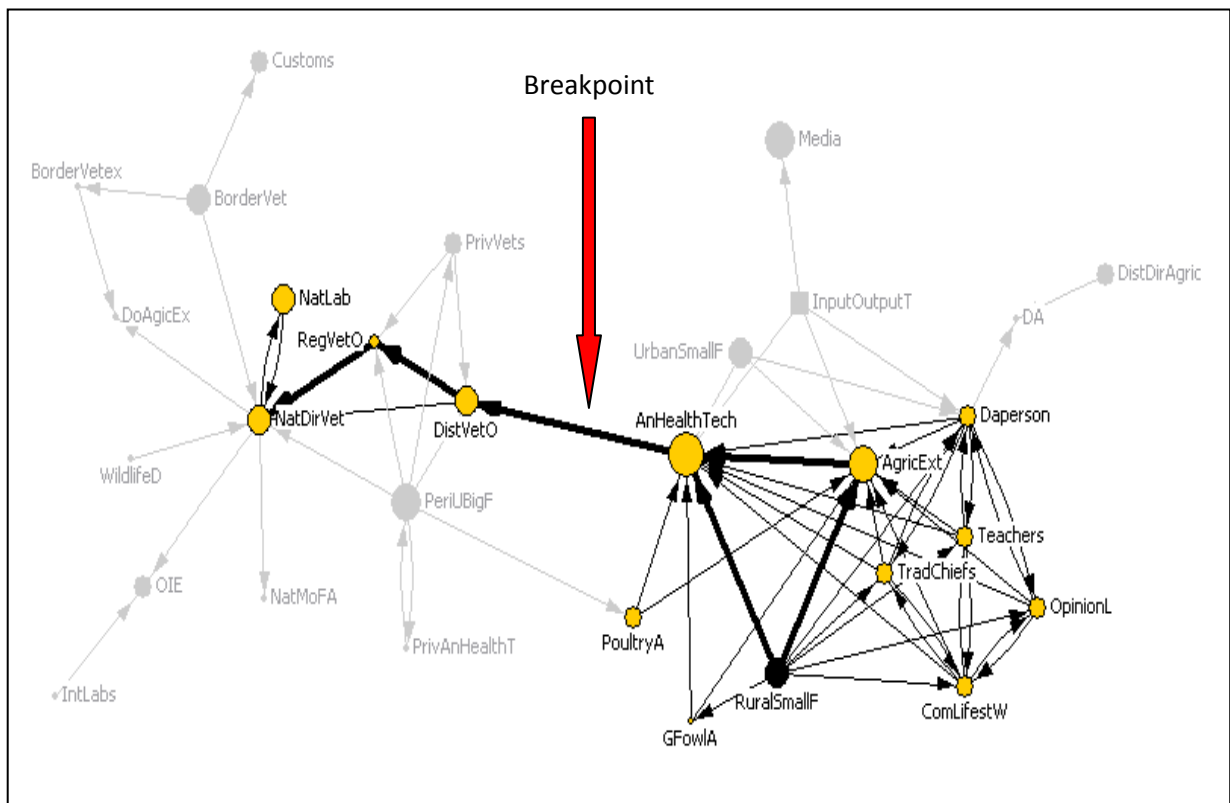 Customs
Breakpoint
Media
BorderVetex
BorderVet
PrivVets
DistDirAgric
NatLab
InputOutputT
DoAgicEx
DA
RegVetO
UrbanSmallF
AnHealthTech
Daperson
NatDirVet
DistVetO
AgricExt
WildlifeD
PeriUBigF
Teachers
TradChiefs
OIE
NatMoFA
OpinionL
PoultryA
PrivAnHealthT
IntLabs
RuralSmallF
ComLifestW
GFowlA